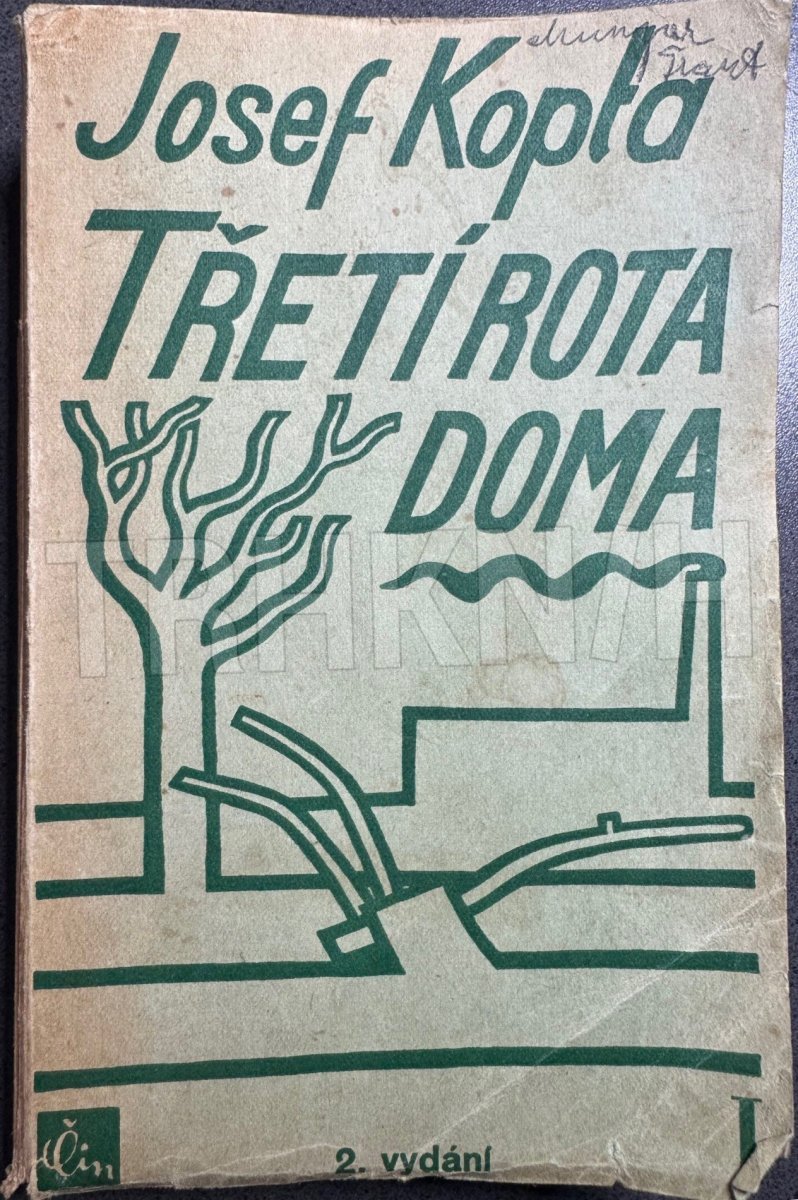 Josef Kopta
TŘETÍ ROTA
DOMA
TRHKNIH
Čin
2. vydání
I